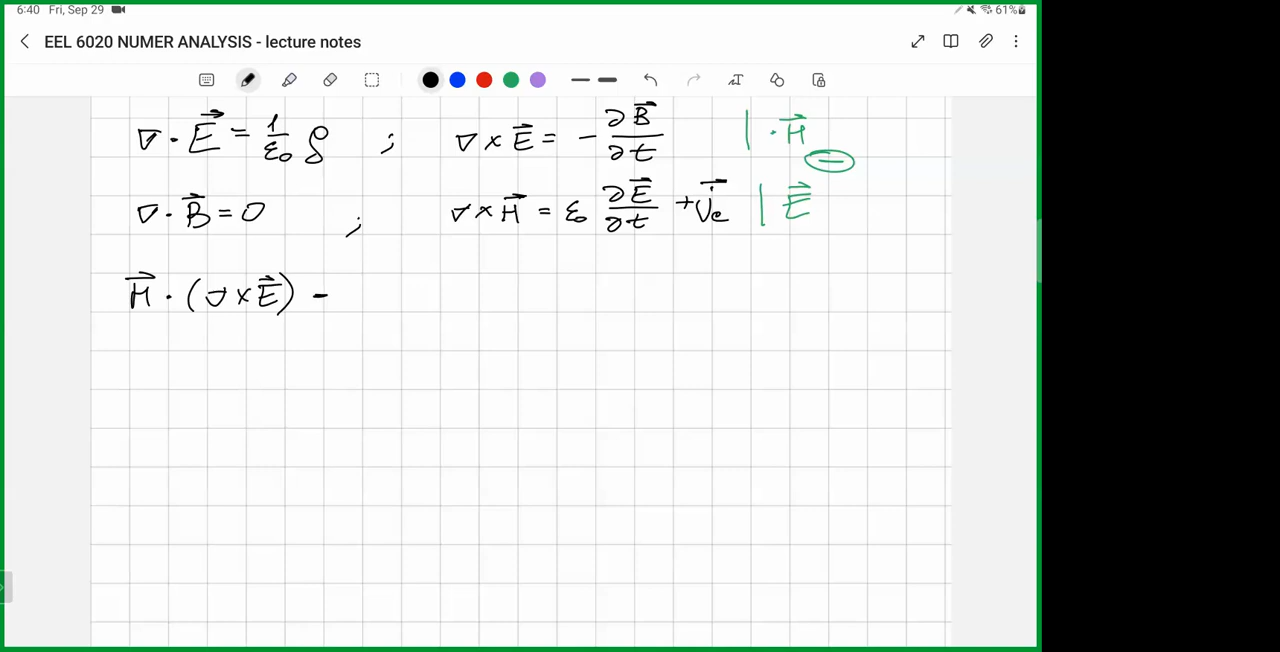 6:40 Fri, Sep 29 61%
EEL 6020 NUMER ANALYSIS - lecture notes
∇ · E⃗ = 1/ε₀ ρ ; ∇ × E⃗ = - ∂B⃗/∂t | · H⃗
−
∇ · B⃗ = 0 ; ∇ × H⃗ = ε₀ ∂E⃗/∂t + J⃗e | E⃗
H⃗ · (∇ × E⃗) -